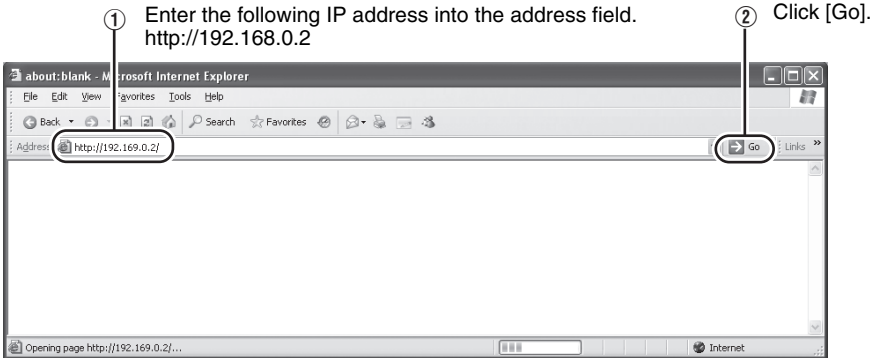 ① Enter the following IP address into the address field.
http://192.168.0.2
② Click [Go].
about:blank - Microsoft Internet Explorer
File Edit View Favorites Tools Help
Back Search Favorites
Address http://192.169.0.2/ Go Links »
Opening page http://192.169.0.2/... Internet